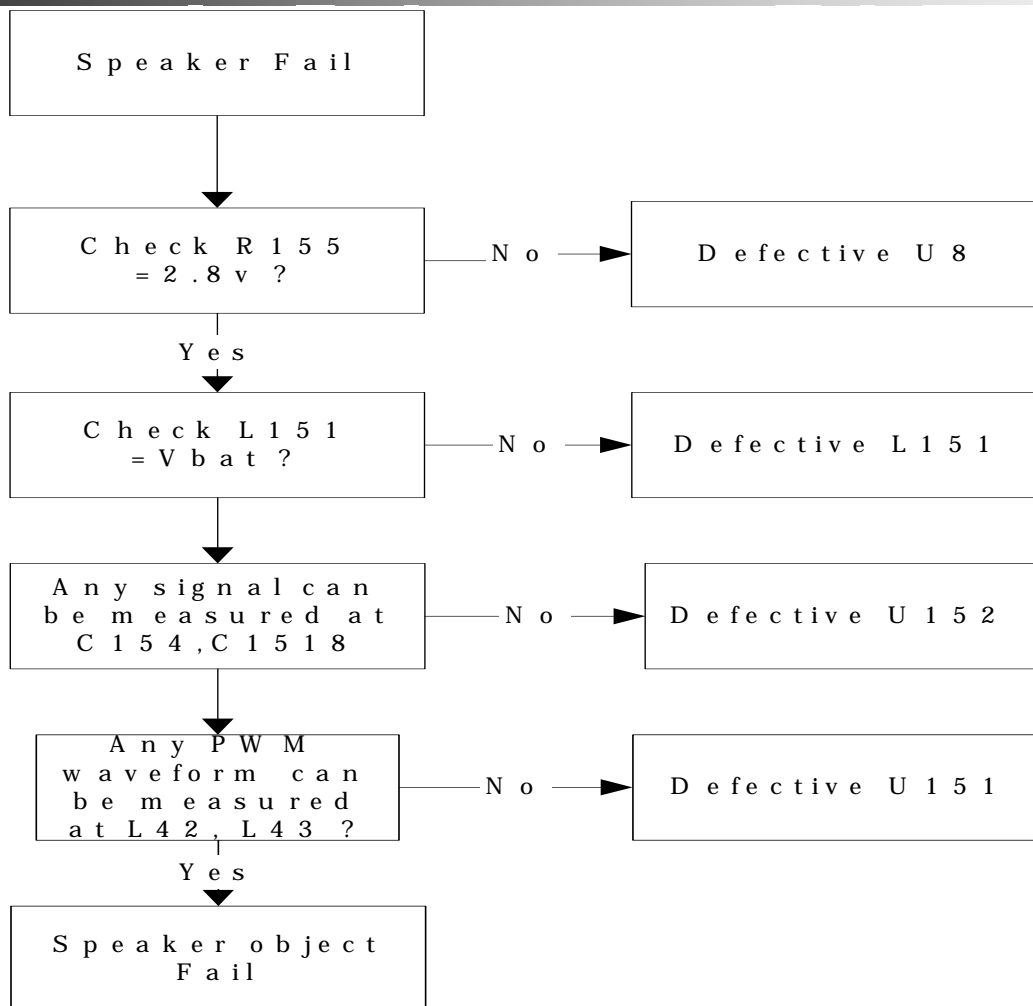 Speaker Fail
Check R155
=2.8v ?
No
Defective U8
Yes
Check L151
=Vbat ?
No
Defective L151
Any signal can
be measured at
C154,C1518
No
Defective U152
Any PWM
waveform can
be measured
at L42, L43 ?
No
Defective U151
Yes
Speaker object
Fail